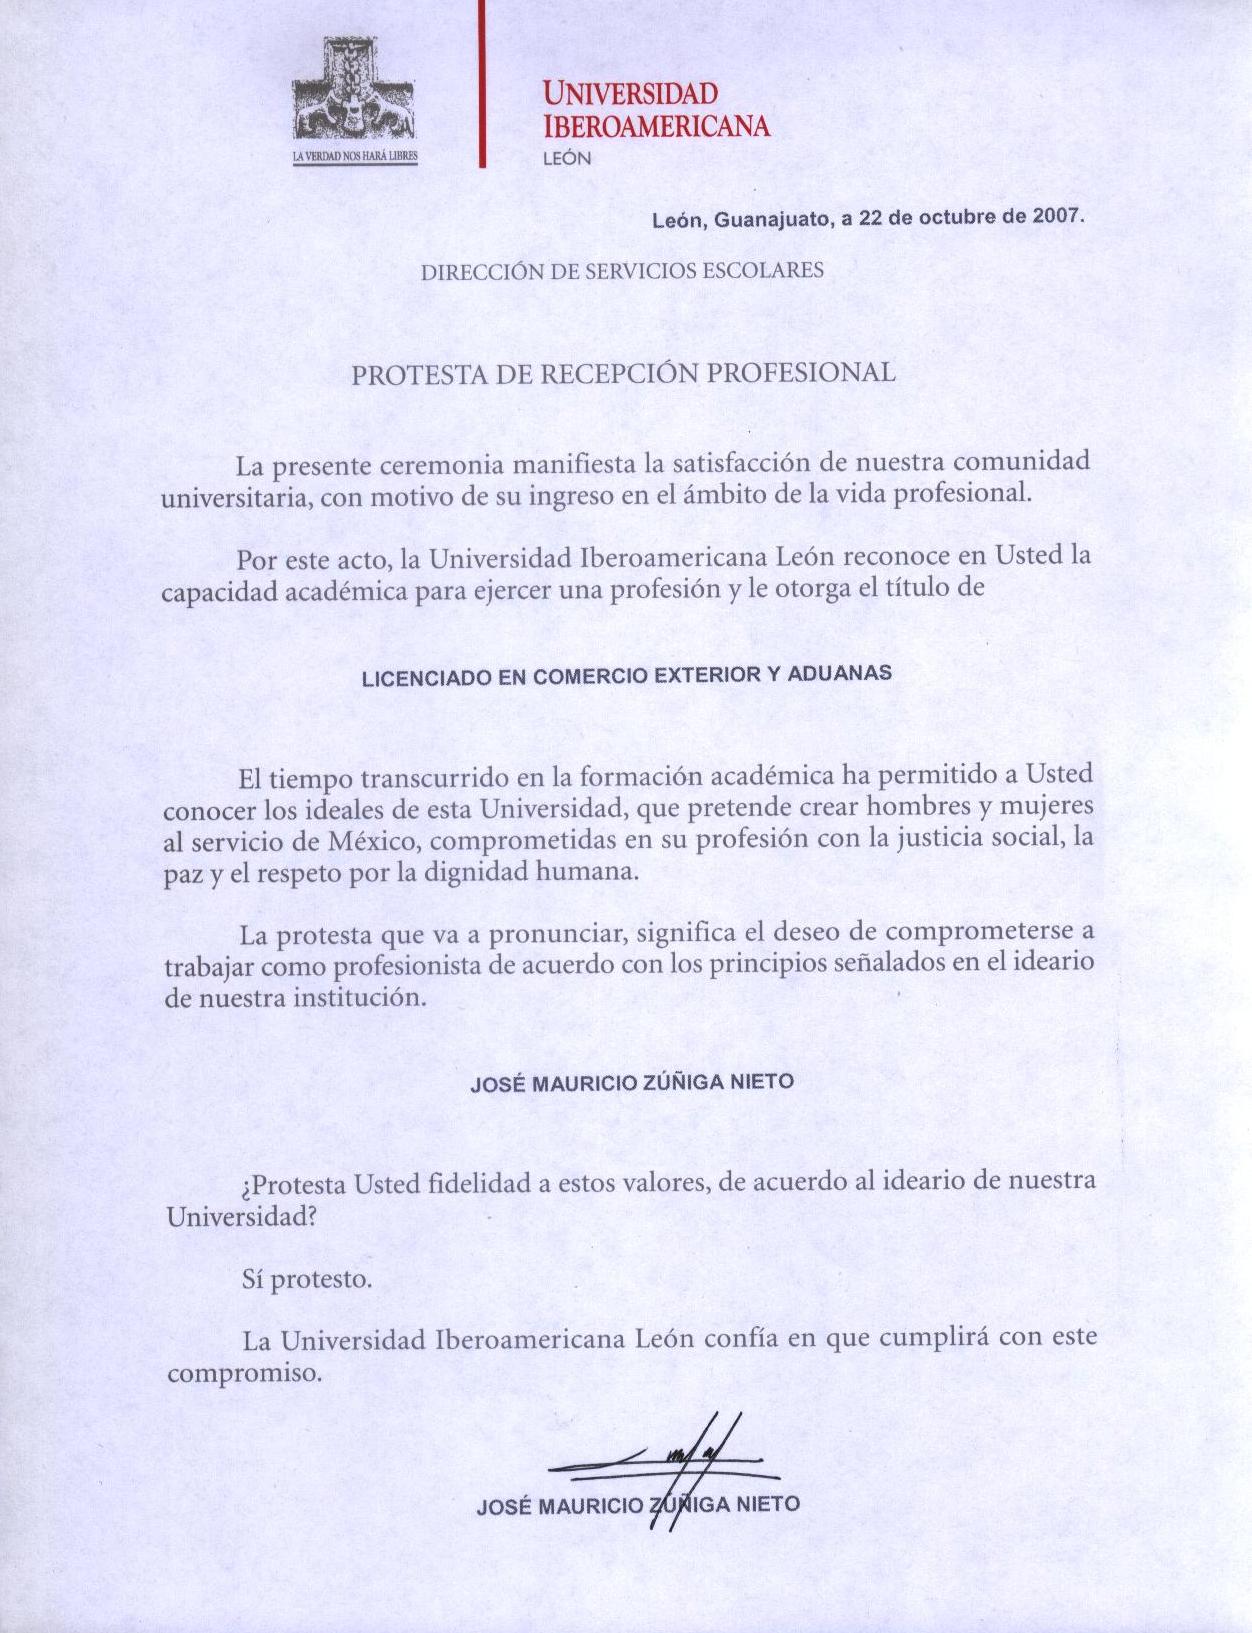 LA VERDAD NOS HARÁ LIBRES
UNIVERSIDAD
IBEROAMERICANA
LEÓN
León, Guanajuato, a 22 de octubre de 2007.
DIRECCIÓN DE SERVICIOS ESCOLARES
PROTESTA DE RECEPCIÓN PROFESIONAL
La presente ceremonia manifiesta la satisfacción de nuestra comunidad
universitaria, con motivo de su ingreso en el ámbito de la vida profesional.
Por este acto, la Universidad Iberoamericana León reconoce en Usted la
capacidad académica para ejercer una profesión y le otorga el título de
LICENCIADO EN COMERCIO EXTERIOR Y ADUANAS
El tiempo transcurrido en la formación académica ha permitido a Usted
conocer los ideales de esta Universidad, que pretende crear hombres y mujeres
al servicio de México, comprometidas en su profesión con la justicia social, la
paz y el respeto por la dignidad humana.
La protesta que va a pronunciar, significa el deseo de comprometerse a
trabajar como profesionista de acuerdo con los principios señalados en el ideario
de nuestra institución.
JOSÉ MAURICIO ZÚÑIGA NIETO
¿Protesta Usted fidelidad a estos valores, de acuerdo al ideario de nuestra
Universidad?
Sí protesto.
La Universidad Iberoamericana León confía en que cumplirá con este
compromiso.
JOSÉ MAURICIO ZÚÑIGA NIETO